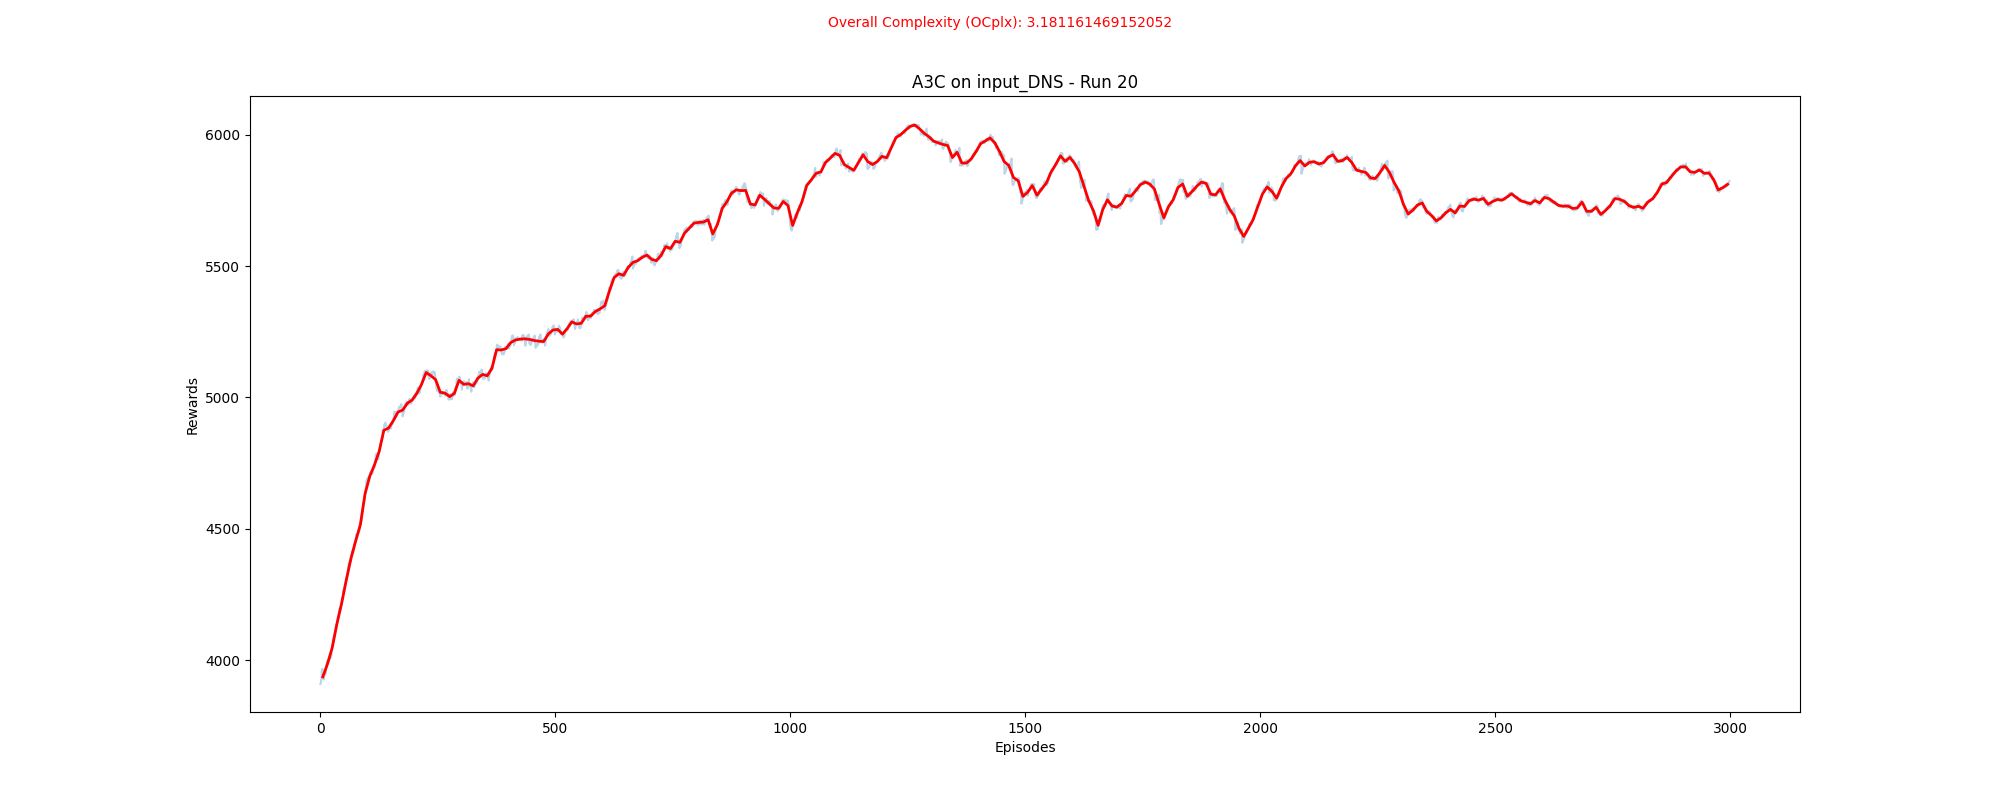 Overall Complexity (OCplx): 3.181161469152052
A3C on input_DNS - Run 20
Rewards
6000
5500
5000
4500
4000
0 500 1000 1500 2000 2500 3000
Episodes